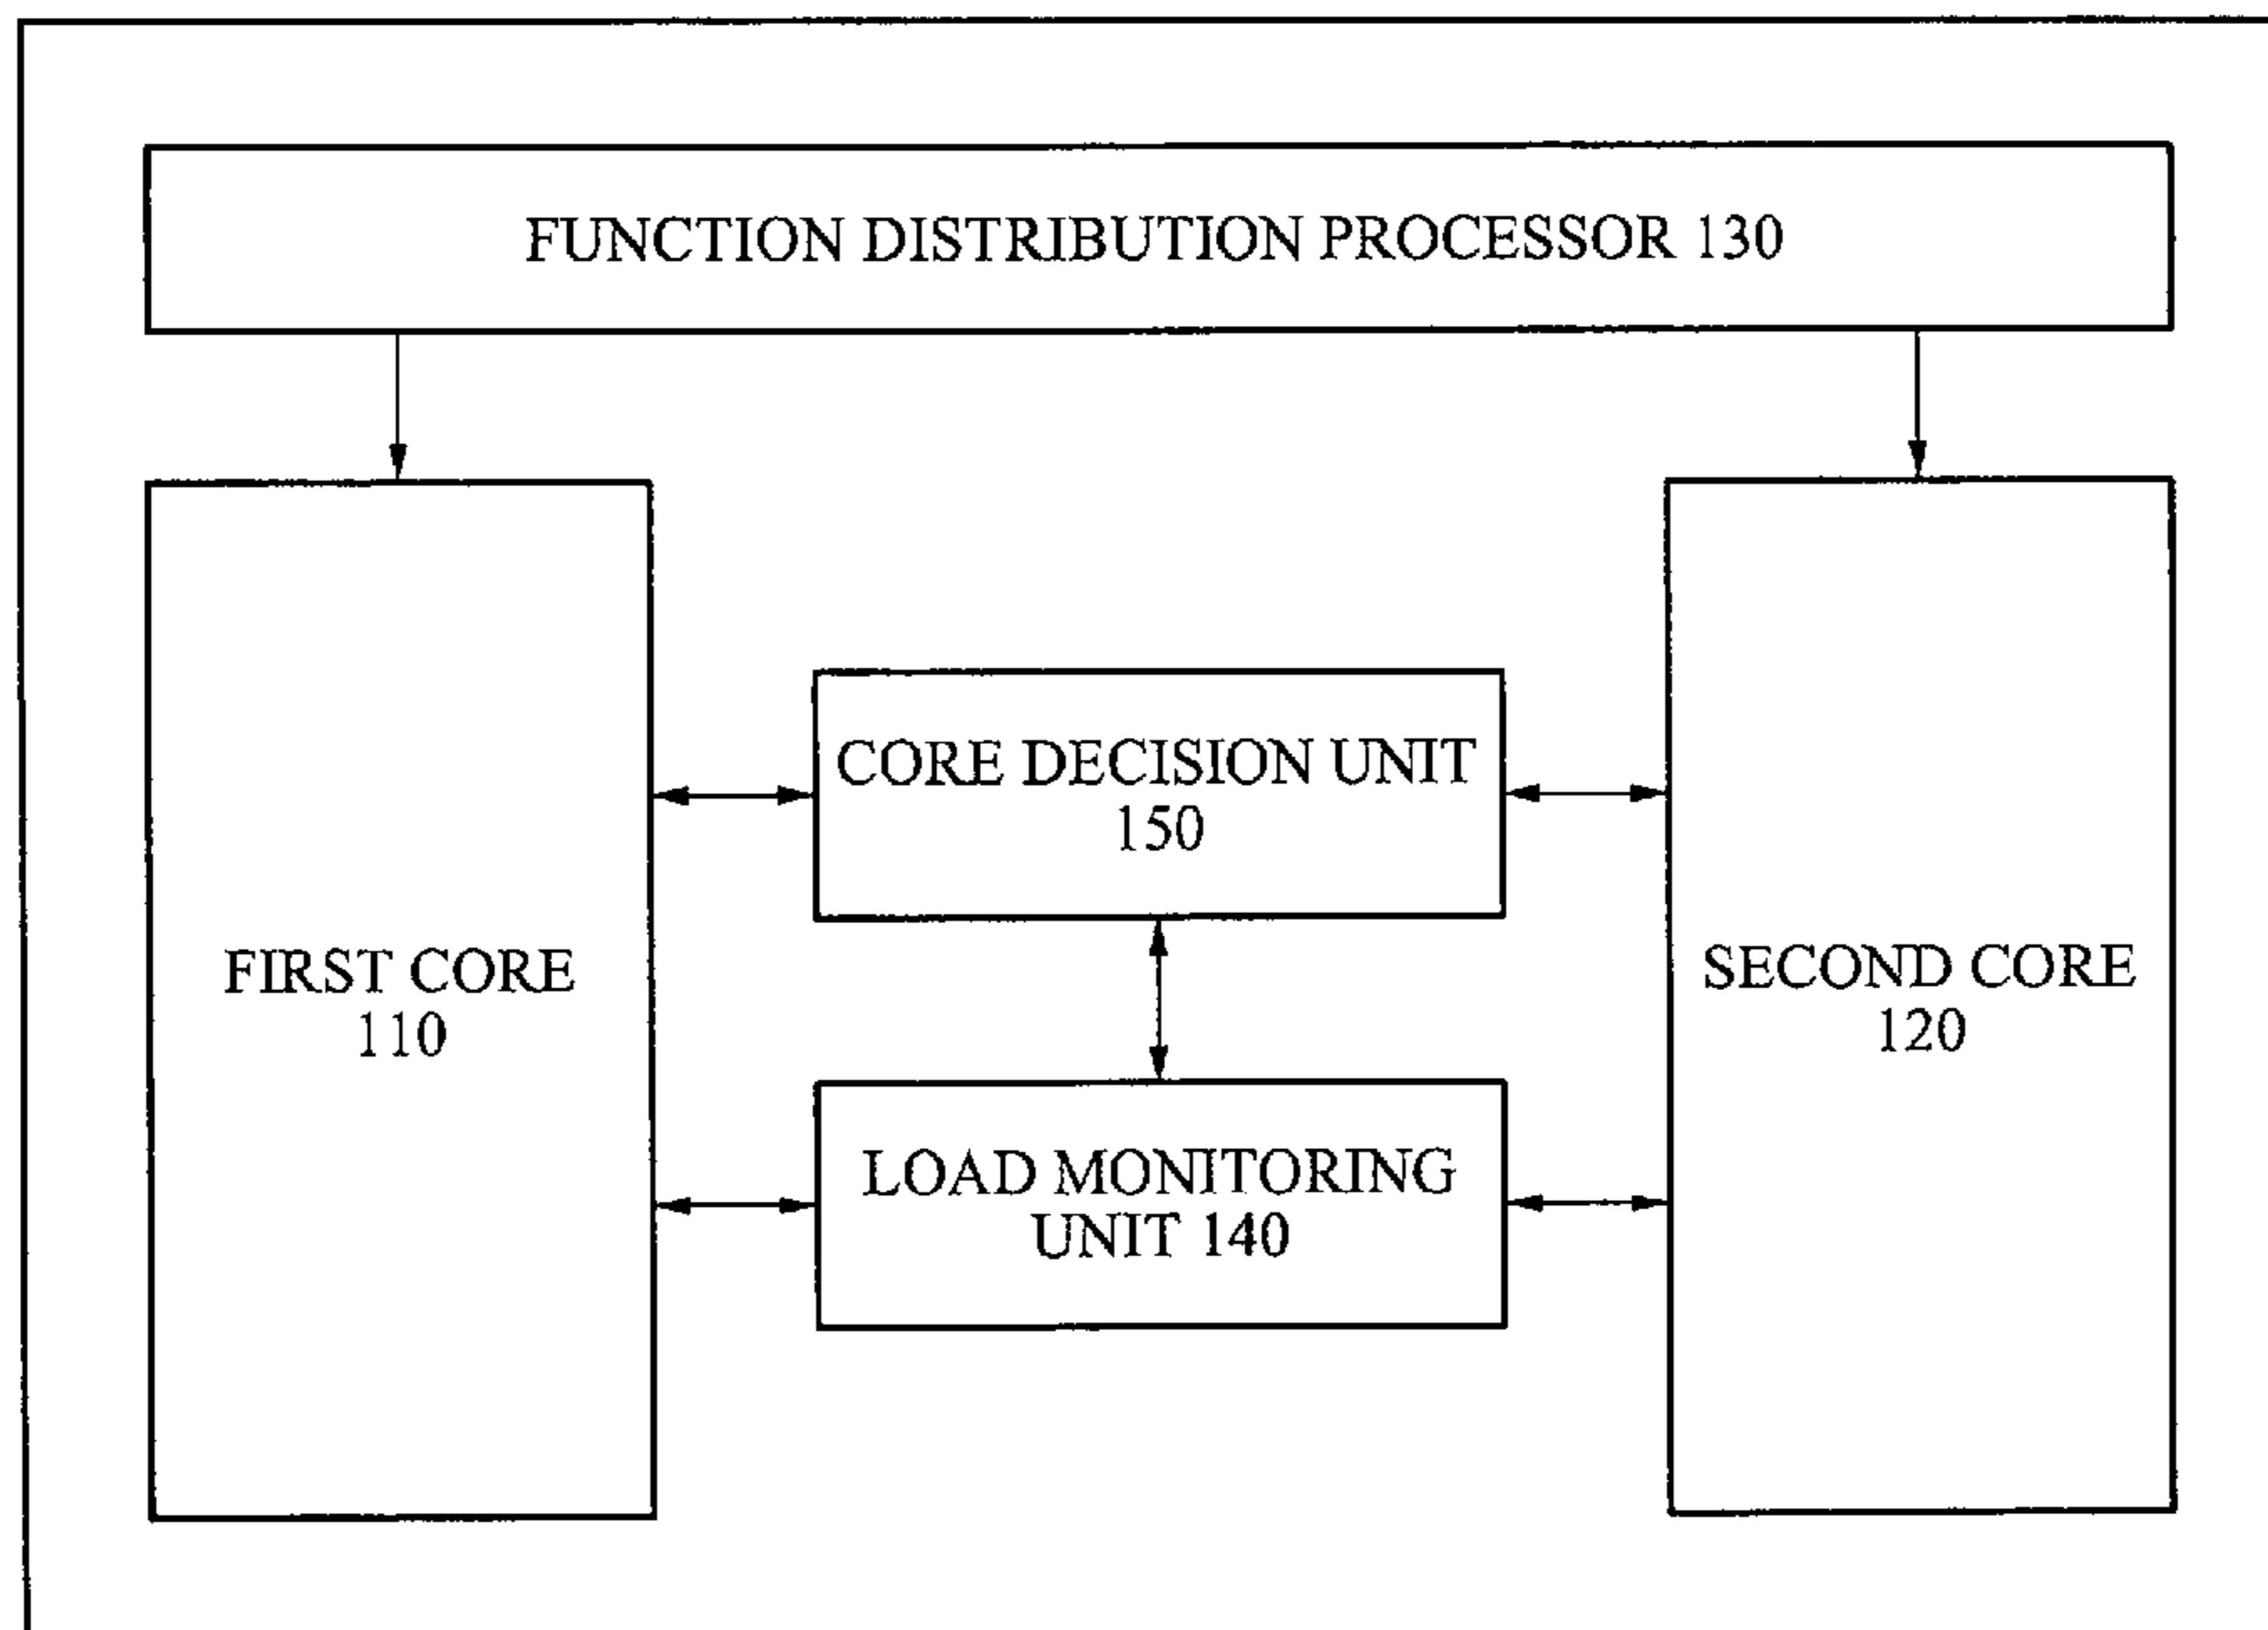 FUNCTION DISTRIBUTION PROCESSOR 130
CORE DECISION UNIT
150
FIRST CORE
110
SECOND CORE
120
LOAD MONITORING
UNIT 140